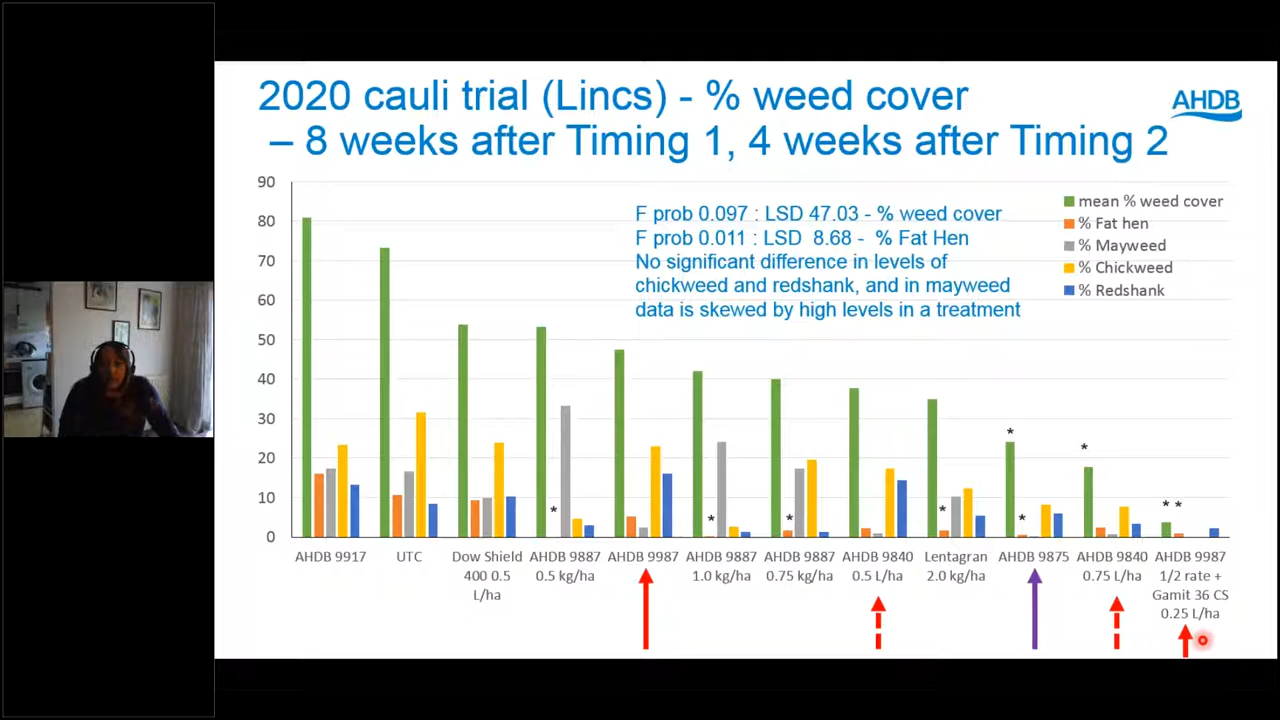 2020 cauli trial (Lincs) - % weed cover
– 8 weeks after Timing 1, 4 weeks after Timing 2
AHDB
90
80
70
60
50
40
30
20
10
0
F prob 0.097 : LSD 47.03 - % weed cover
F prob 0.011 : LSD 8.68 - % Fat Hen
No significant difference in levels of
chickweed and redshank, and in mayweed
data is skewed by high levels in a treatment
mean % weed cover
% Fat hen
% Mayweed
% Chickweed
% Redshank
*
*
*
*
*
*
*
* *
AHDB 9917
UTC
Dow Shield
400 0.5
L/ha
AHDB 9887
0.5 kg/ha
AHDB 9987
AHDB 9887
1.0 kg/ha
AHDB 9887
0.75 kg/ha
AHDB 9840
0.5 L/ha
Lentagran
2.0 kg/ha
AHDB 9875
AHDB 9840
0.75 L/ha
AHDB 9987
1/2 rate +
Gamit 36 CS
0.25 L/ha